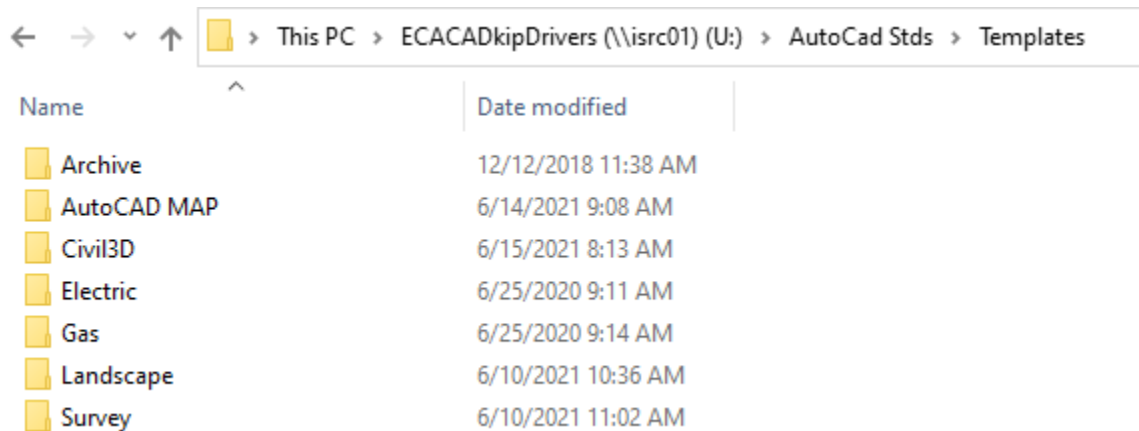 This PC > ECACADkipDrivers (\\isrc01) (U:) > AutoCad Stds > Templates
Name Date modified
Archive 12/12/2018 11:38 AM
AutoCAD MAP 6/14/2021 9:08 AM
Civil3D 6/15/2021 8:13 AM
Electric 6/25/2020 9:11 AM
Gas 6/25/2020 9:14 AM
Landscape 6/10/2021 10:36 AM
Survey 6/10/2021 11:02 AM